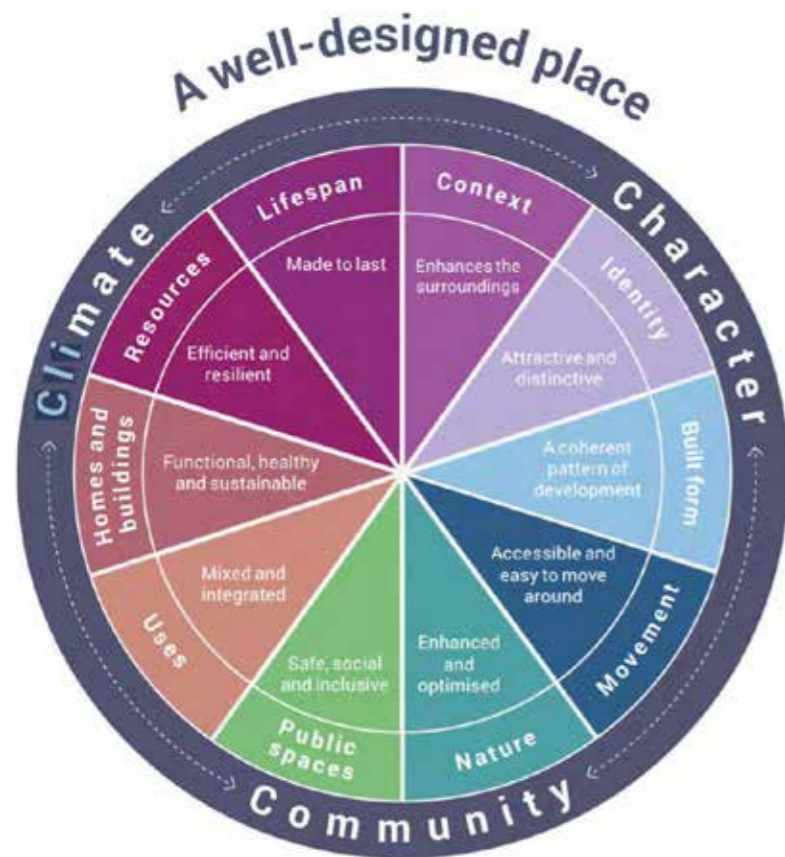 A well-designed place
Climate
Character
Community
Context
Enhances the
surroundings
Identity
Attractive and
distinctive
Built form
A coherent
pattern of
development
Movement
Accessible and
easy to move
around
Nature
Enhanced
and
optimised
Public
spaces
Safe, social
and inclusive
Uses
Mixed and
integrated
Homes and
buildings
Functional, healthy
and sustainable
Resources
Efficient and
resilient
Lifespan
Made to last